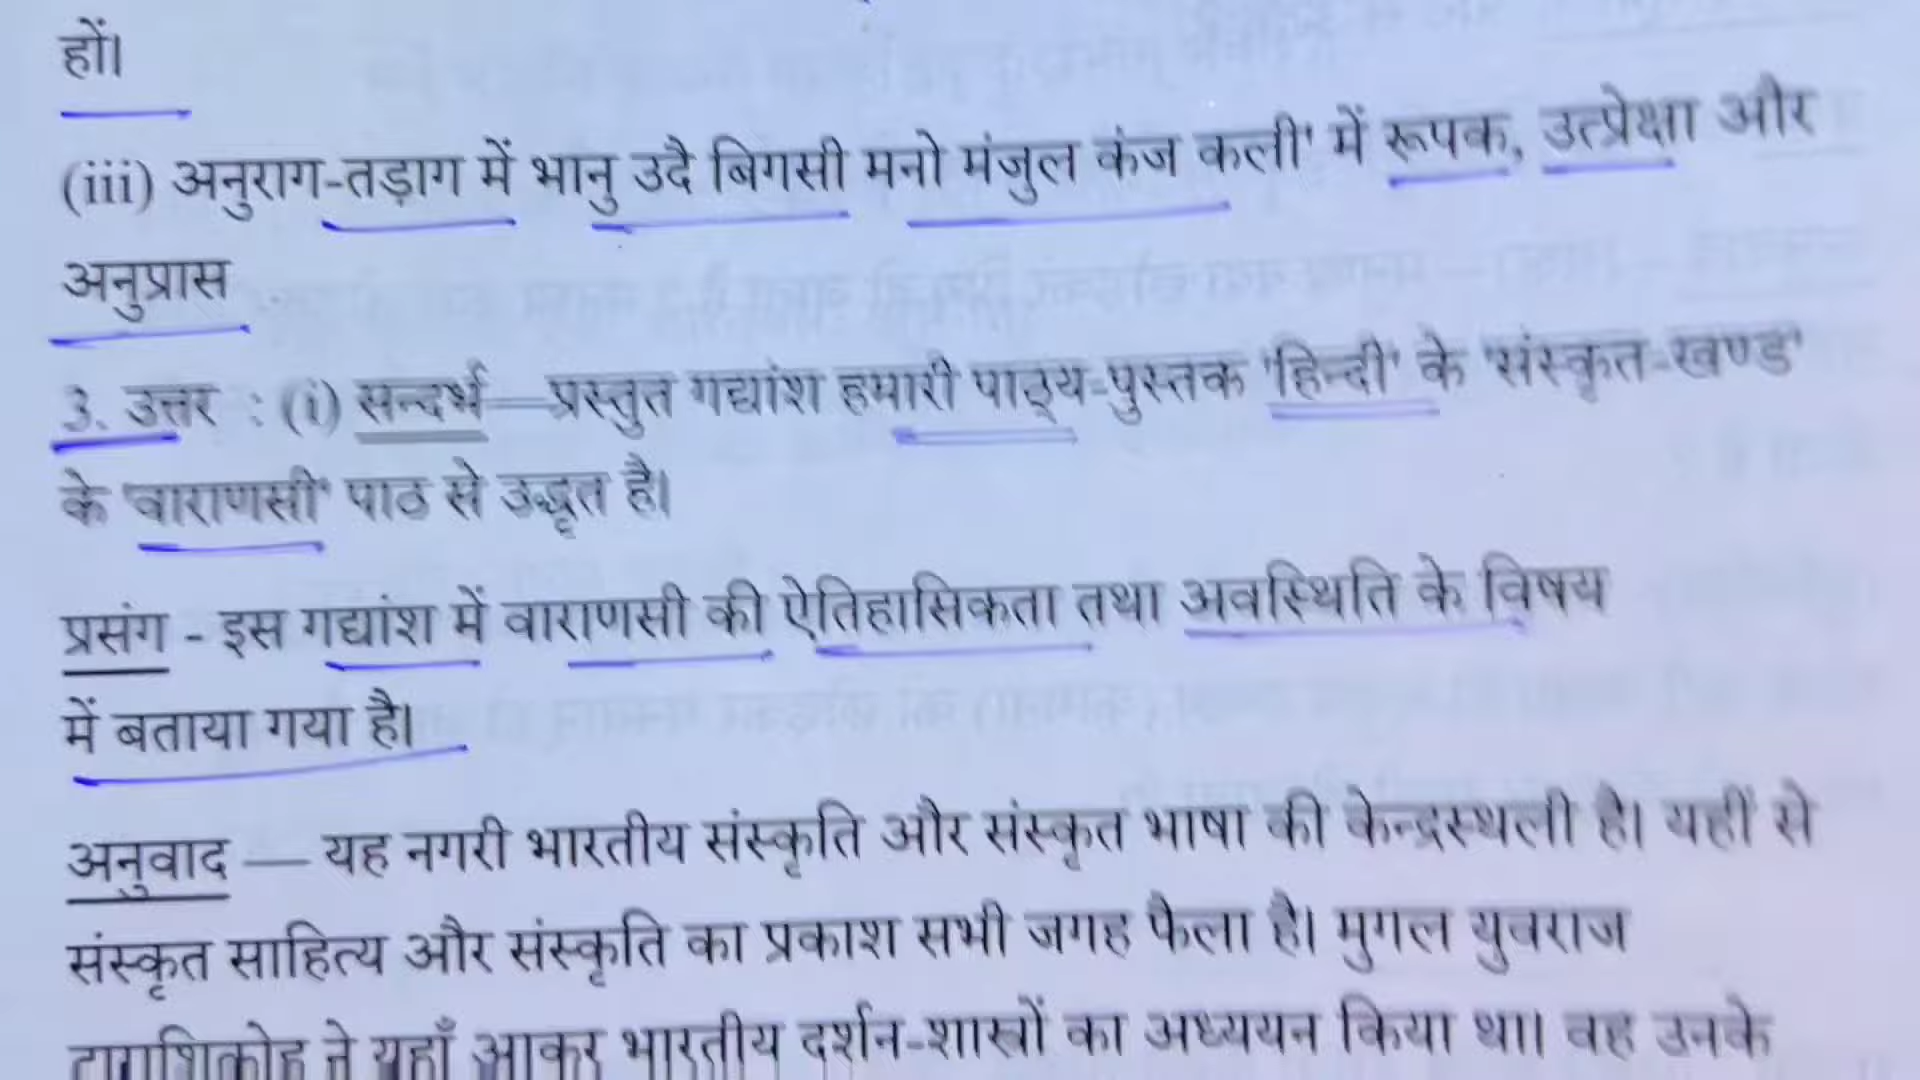 हों।
(iii) अनुराग-तड़ाग में भानु उदै बिगसी मनो मंजुल कंज कली' में रूपक, उत्प्रेक्षा और
अनुप्रास
3. उत्तर : (i) सन्दर्भ—प्रस्तुत गद्यांश हमारी पाठ्य-पुस्तक 'हिन्दी' के 'संस्कृत-खण्ड'
के 'वाराणसी' पाठ से उद्धृत है।
प्रसंग - इस गद्यांश में वाराणसी की ऐतिहासिकता तथा अवस्थिति के विषय
में बताया गया है।
अनुवाद — यह नगरी भारतीय संस्कृति और संस्कृत भाषा की केन्द्रस्थली है। यहीं से
संस्कृत साहित्य और संस्कृति का प्रकाश सभी जगह फैला है। मुगल युवराज
दाराशिकोह ने यहाँ आकर भारतीय दर्शन-शास्त्रों का अध्ययन किया था। वह उनके